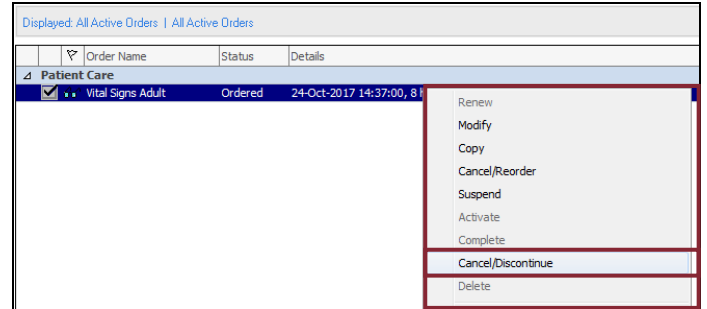 Displayed: All Active Orders | All Active Orders
Order Name Status Details
Patient Care
Vital Signs Adult Ordered 24-Oct-2017 14:37:00, 8
Renew
Modify
Copy
Cancel/Reorder
Suspend
Activate
Complete
Cancel/Discontinue
Delete